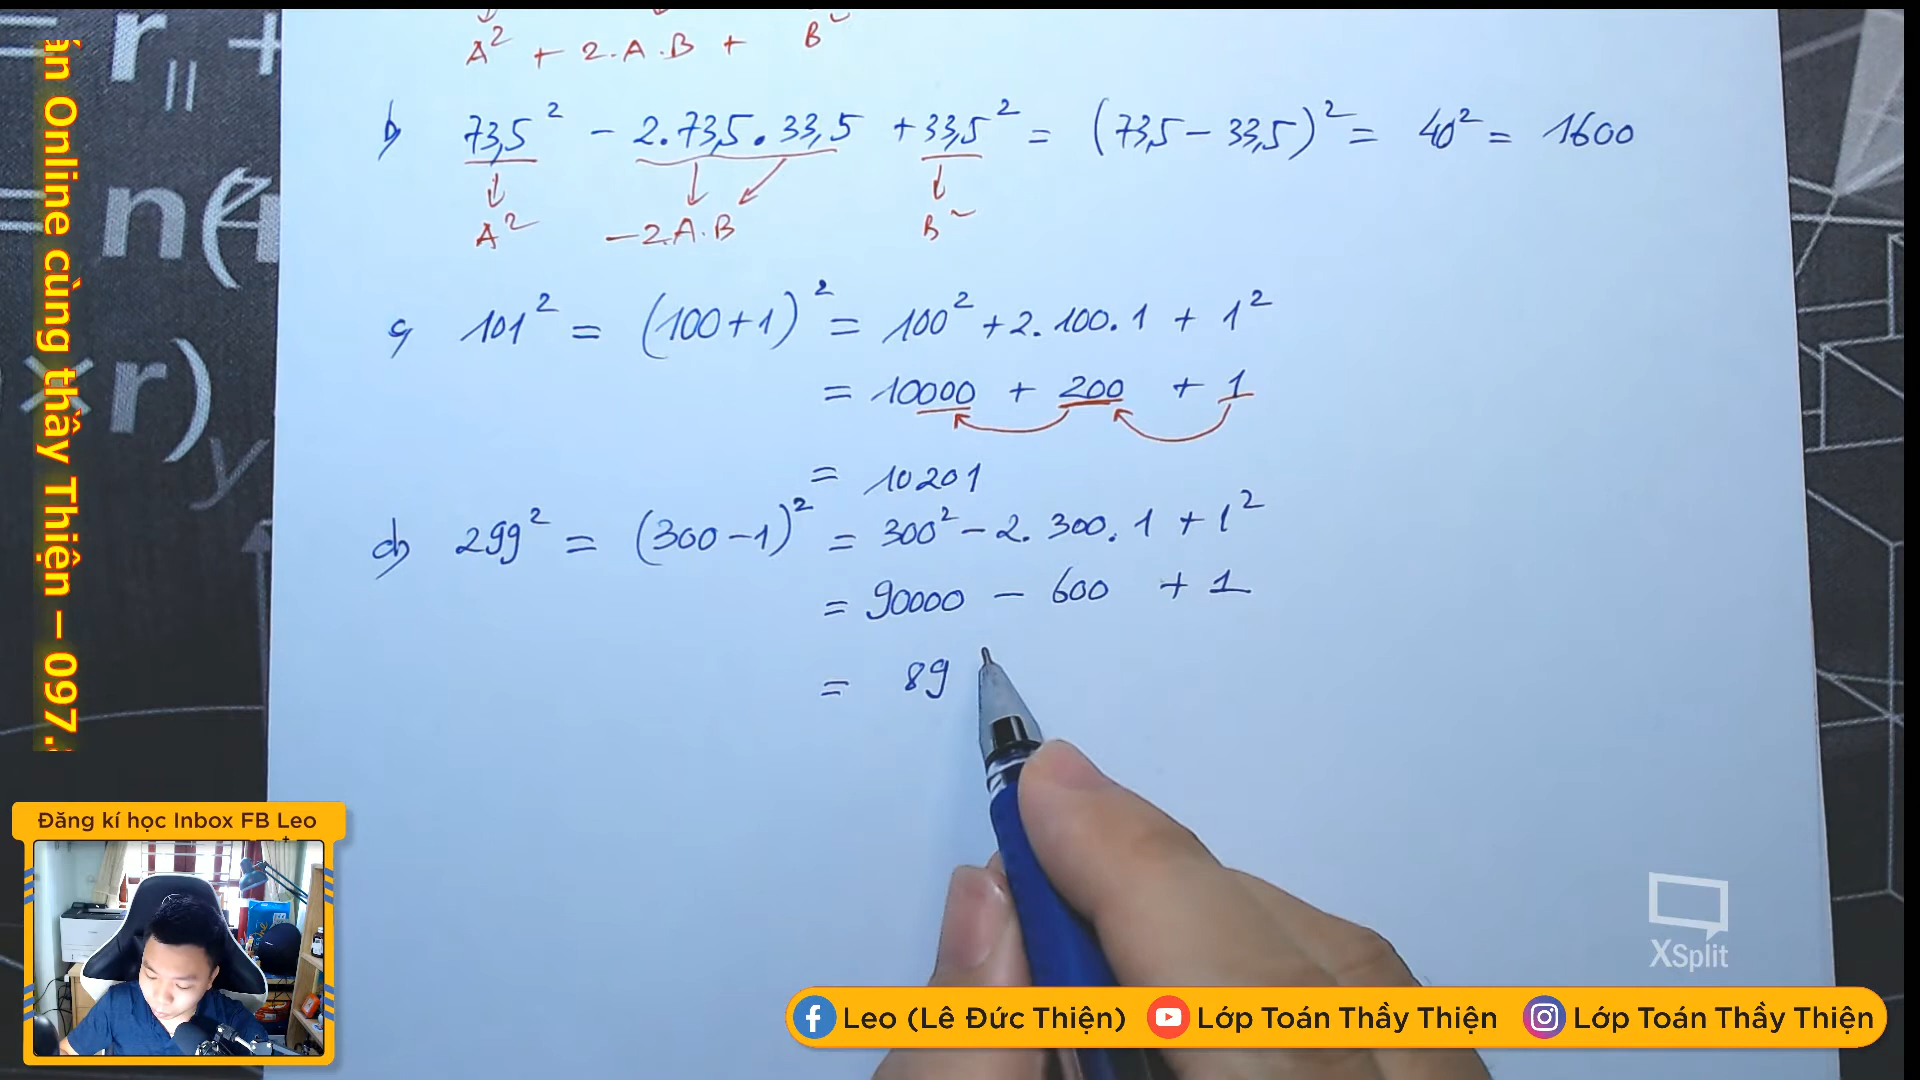 A² + 2.A.B + B²
b) 73,5² - 2.73,5.33,5 + 33,5² = (73,5 - 33,5)² = 40² = 1600
A² - 2.A.B B²
c) 101² = (100+1)² = 100² + 2.100.1 + 1²
= 10000 + 200 + 1
= 10201
d) 299² = (300-1)² = 300² - 2.300.1 + 1²
= 90000 - 600 + 1
= 89
Online cùng thầy Thiện – 097.
= r || +
= n(
r)
y
Đăng kí học Inbox FB Leo
XSplit
Leo (Lê Đức Thiện) Lớp Toán Thầy Thiện Lớp Toán Thầy Thiện